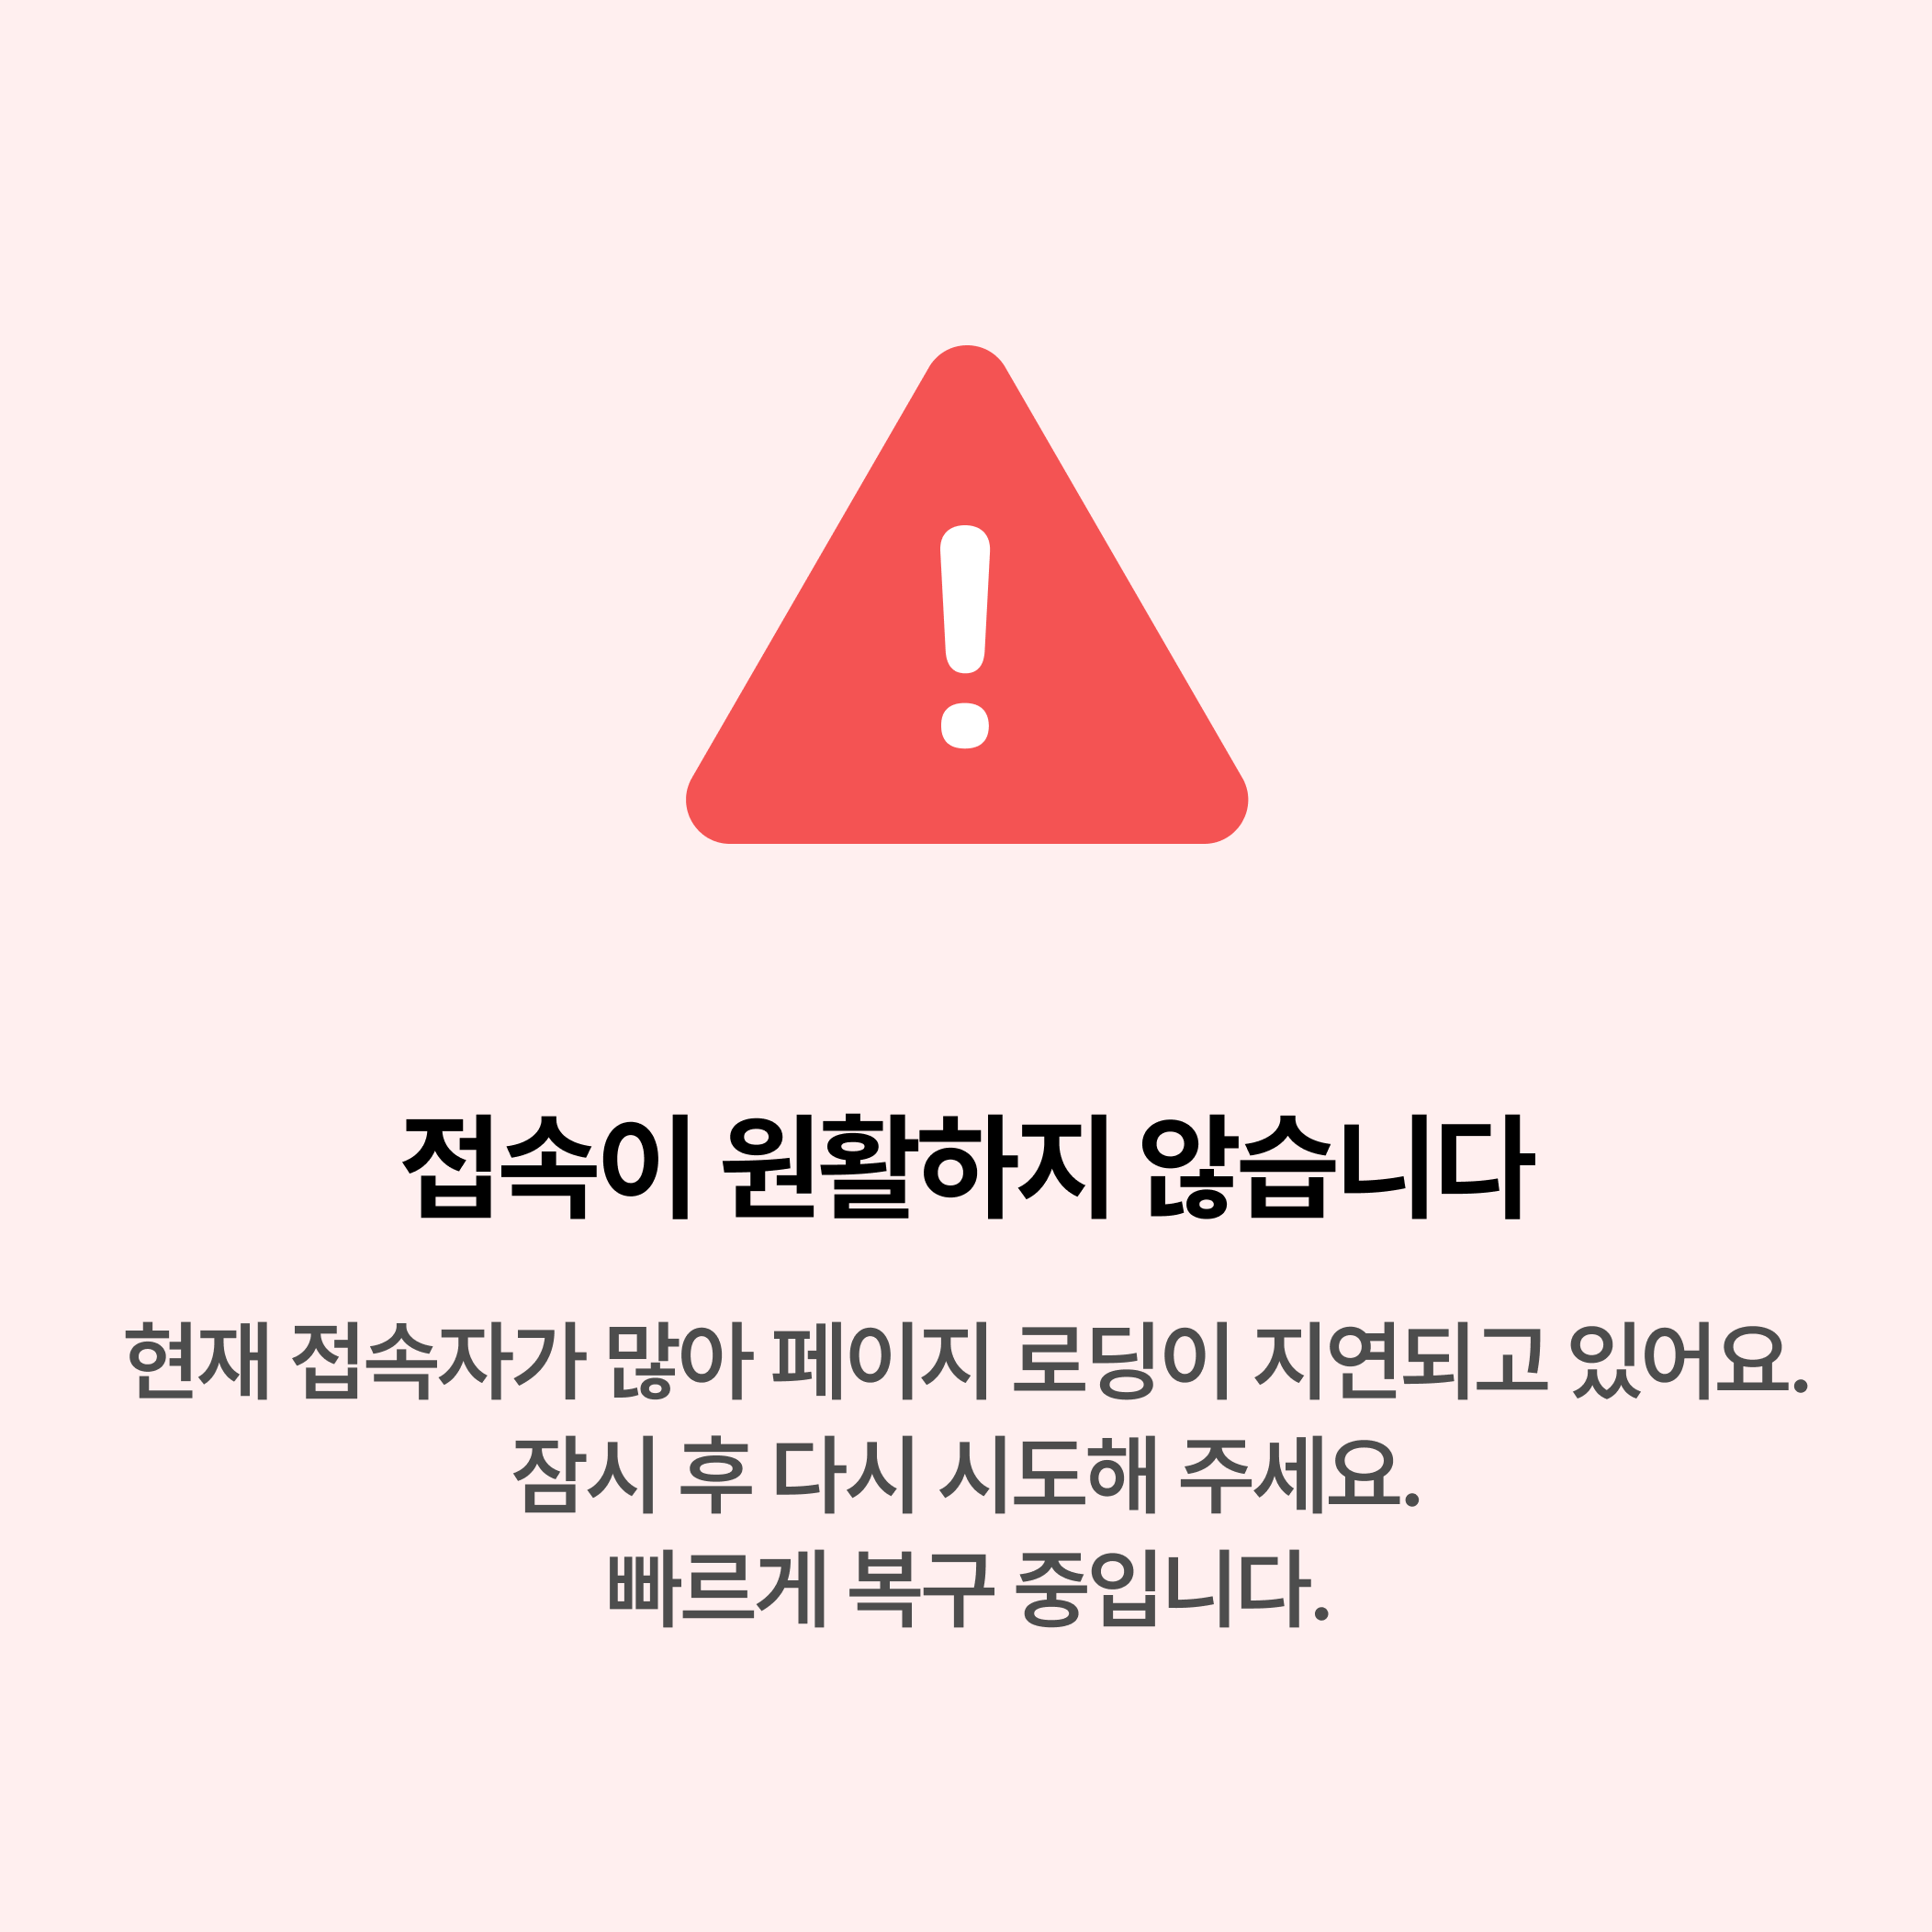 !
접속이 원활하지 않습니다
현재 접속자가 많아 페이지 로딩이 지연되고 있어요.
잠시 후 다시 시도해 주세요.
빠르게 복구 중입니다.